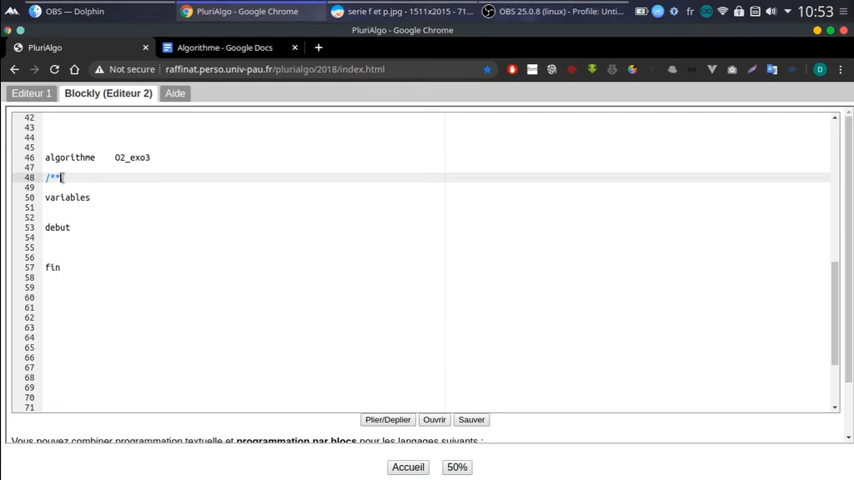 OBS — Dolphin
PluriAlgo - Google Chrome
serie f et p.jpg - 1511x2015 - 71...
OBS 25.0.8 (linux) - Profile: Unti...
fr
10:53
PluriAlgo - Google Chrome
PluriAlgo
Algorithme - Google Docs
Not secure
raffinat.perso.univ-pau.fr/plurialgo/2018/index.html
D
Editeur 1
Blockly (Editeur 2)
Aide
42
43
44
45
46 algorithme O2_exo3
47
48 /**
49
50 variables
51
52
53 debut
54
55
56
57 fin
58
59
60
61
62
63
64
65
66
67
68
69
70
71
Plier/Deplier
Ouvrir
Sauver
Vous pouvez combiner programmation textuelle et programmation par blocs pour les langages suivants :
Accueil
50%